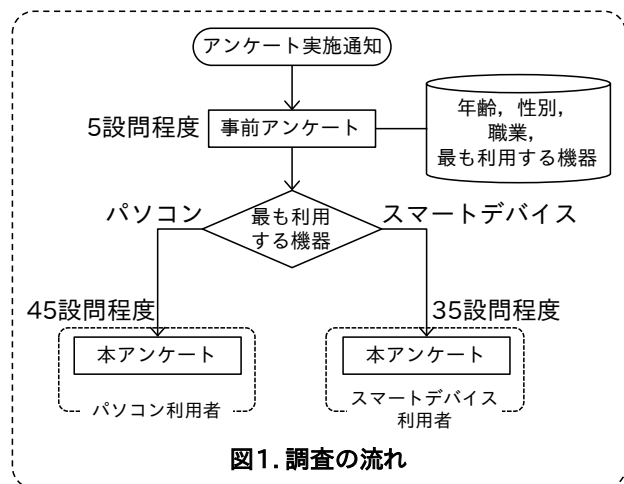 アンケート実施通知
5設問程度
事前アンケート
年齢，性別，
職業，
最も利用する機器
パソコン
最も利用
する機器
スマートデバイス
45設問程度
35設問程度
本アンケート
本アンケート
パソコン利用者
スマートデバイス
利用者
図1.調査の流れ